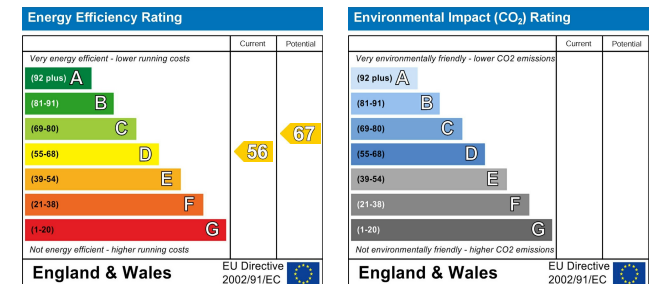 Energy Efficiency Rating
Current Potential
Very energy efficient - lower running costs
(92 plus) A
(81-91) B
(69-80) C
67
(55-68) D
56
(39-54) E
(21-38) F
(1-20) G
Not energy efficient - higher running costs
England & Wales
EU Directive
2002/91/EC
Environmental Impact (CO₂) Rating
Current Potential
Very environmentally friendly - lower CO2 emissions
(92 plus) A
(81-91) B
(69-80) C
(55-68) D
(39-54) E
(21-38) F
(1-20) G
Not environmentally friendly - higher CO2 emissions
England & Wales
EU Directive
2002/91/EC